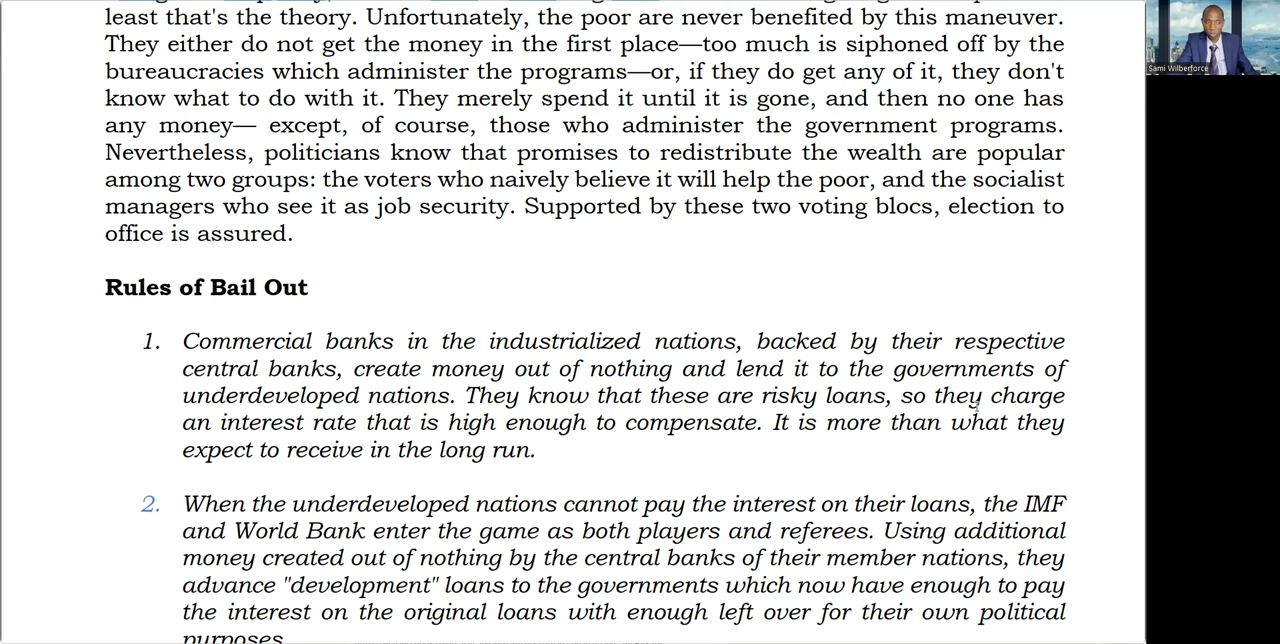 least that's the theory. Unfortunately, the poor are never benefited by this maneuver.
They either do not get the money in the first place—too much is siphoned off by the
bureaucracies which administer the programs—or, if they do get any of it, they don't
know what to do with it. They merely spend it until it is gone, and then no one has
any money— except, of course, those who administer the government programs.
Nevertheless, politicians know that promises to redistribute the wealth are popular
among two groups: the voters who naively believe it will help the poor, and the socialist
managers who see it as job security. Supported by these two voting blocs, election to
office is assured.
Rules of Bail Out
1. Commercial banks in the industrialized nations, backed by their respective
central banks, create money out of nothing and lend it to the governments of
underdeveloped nations. They know that these are risky loans, so they charge
an interest rate that is high enough to compensate. It is more than what they
expect to receive in the long run.
2. When the underdeveloped nations cannot pay the interest on their loans, the IMF
and World Bank enter the game as both players and referees. Using additional
money created out of nothing by the central banks of their member nations, they
advance "development" loans to the governments which now have enough to pay
the interest on the original loans with enough left over for their own political
purposes.
Sami Wilberforce